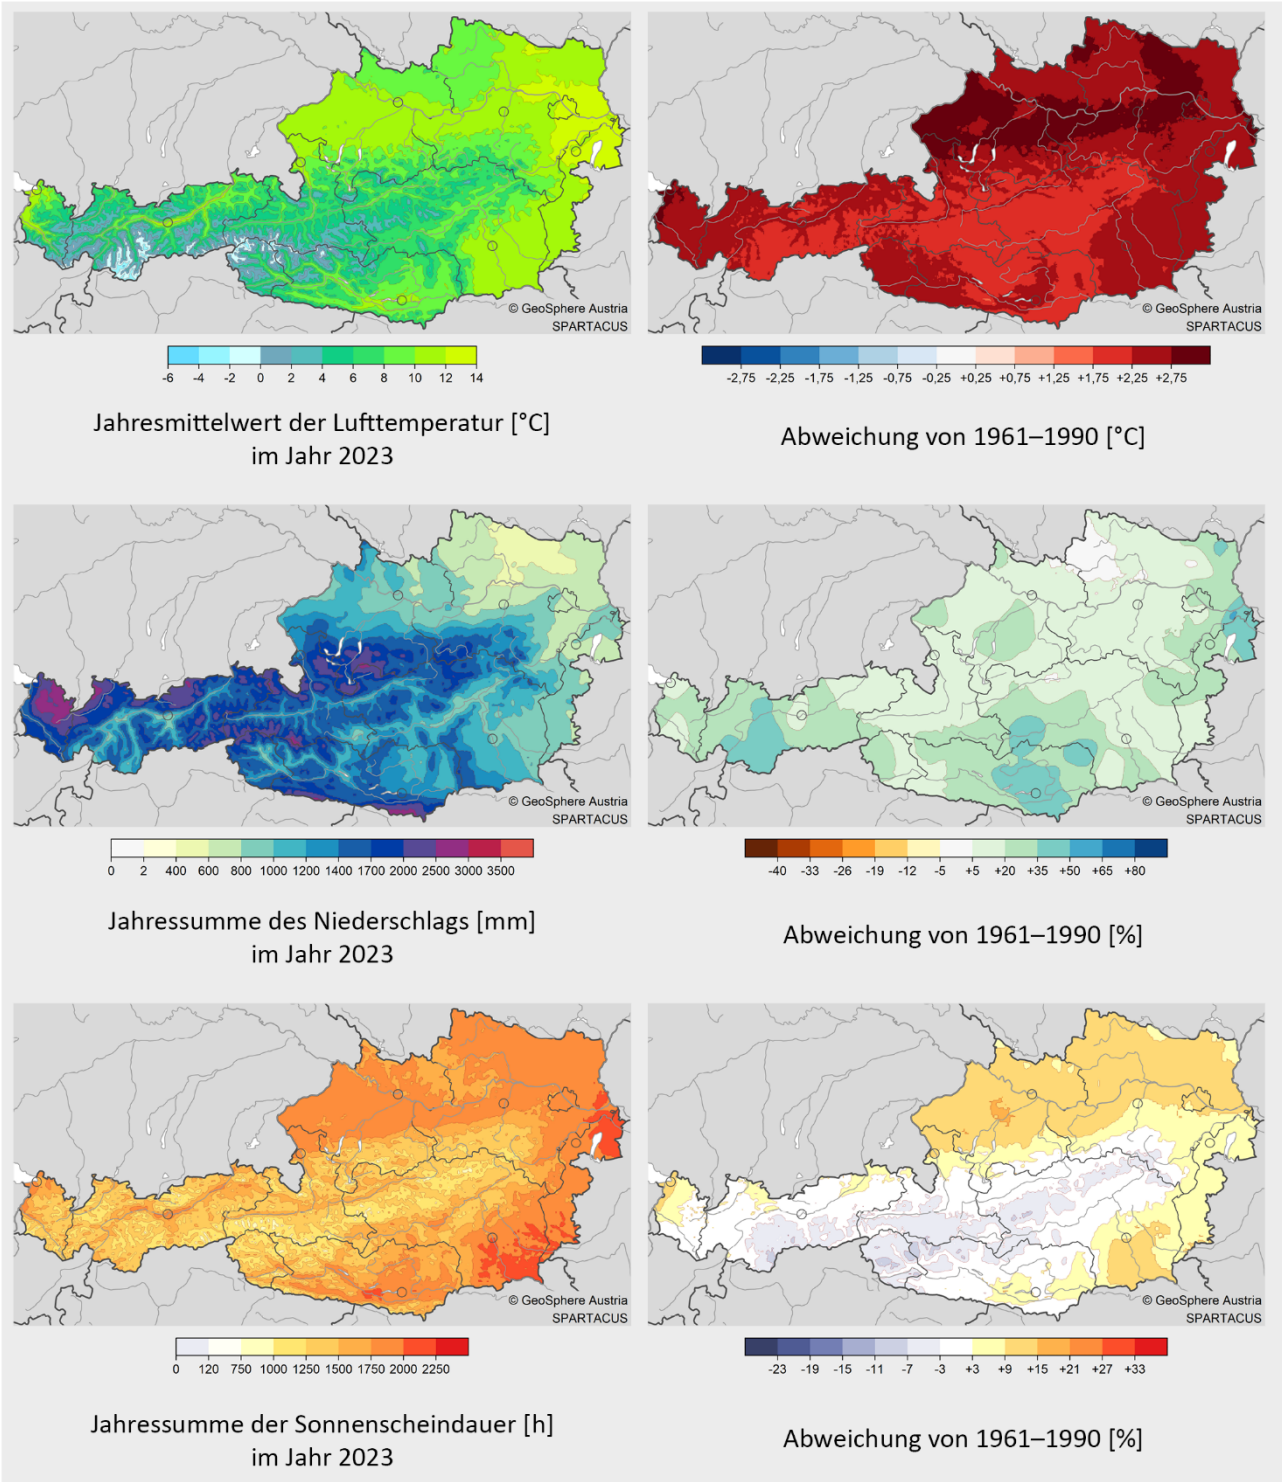 © GeoSphere Austria
SPARTACUS
-6 -4 -2 0 2 4 6 8 10 12 14
Jahresmittelwert der Lufttemperatur [°C]
im Jahr 2023
© GeoSphere Austria
SPARTACUS
-2,75 -2,25 -1,75 -1,25 -0,75 -0,25 +0,25 +0,75 +1,25 +1,75 +2,25 +2,75
Abweichung von 1961–1990 [°C]
© GeoSphere Austria
SPARTACUS
0 2 400 600 800 1000 1200 1400 1700 2000 2500 3000 3500
Jahressumme des Niederschlags [mm]
im Jahr 2023
© GeoSphere Austria
SPARTACUS
-40 -33 -26 -19 -12 -5 +5 +20 +35 +50 +65 +80
Abweichung von 1961–1990 [%]
© GeoSphere Austria
SPARTACUS
0 120 750 1000 1250 1500 1750 2000 2250
Jahressumme der Sonnenscheindauer [h]
im Jahr 2023
© GeoSphere Austria
SPARTACUS
-23 -19 -15 -11 -7 -3 +3 +9 +15 +21 +27 +33
Abweichung von 1961–1990 [%]